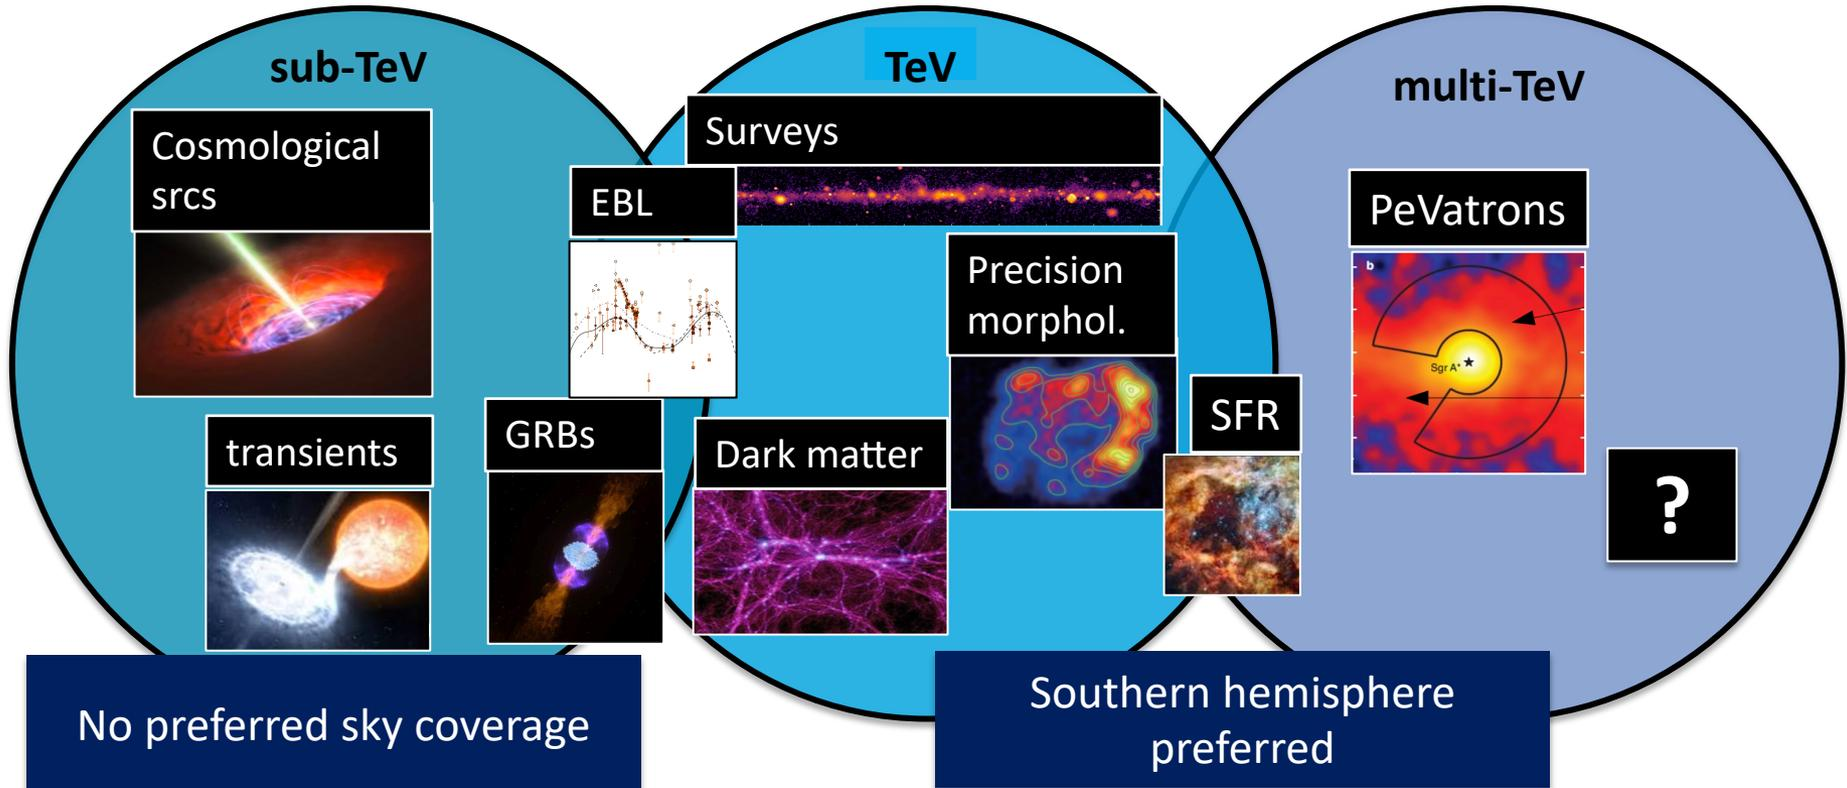 sub-TeV
TeV
multi-TeV
Cosmological
srcs
Surveys
EBL
PeVatrons
Precision
morphol.
b
Sgr A*
SFR
transients
GRBs
Dark matter
?
No preferred sky coverage
Southern hemisphere
preferred